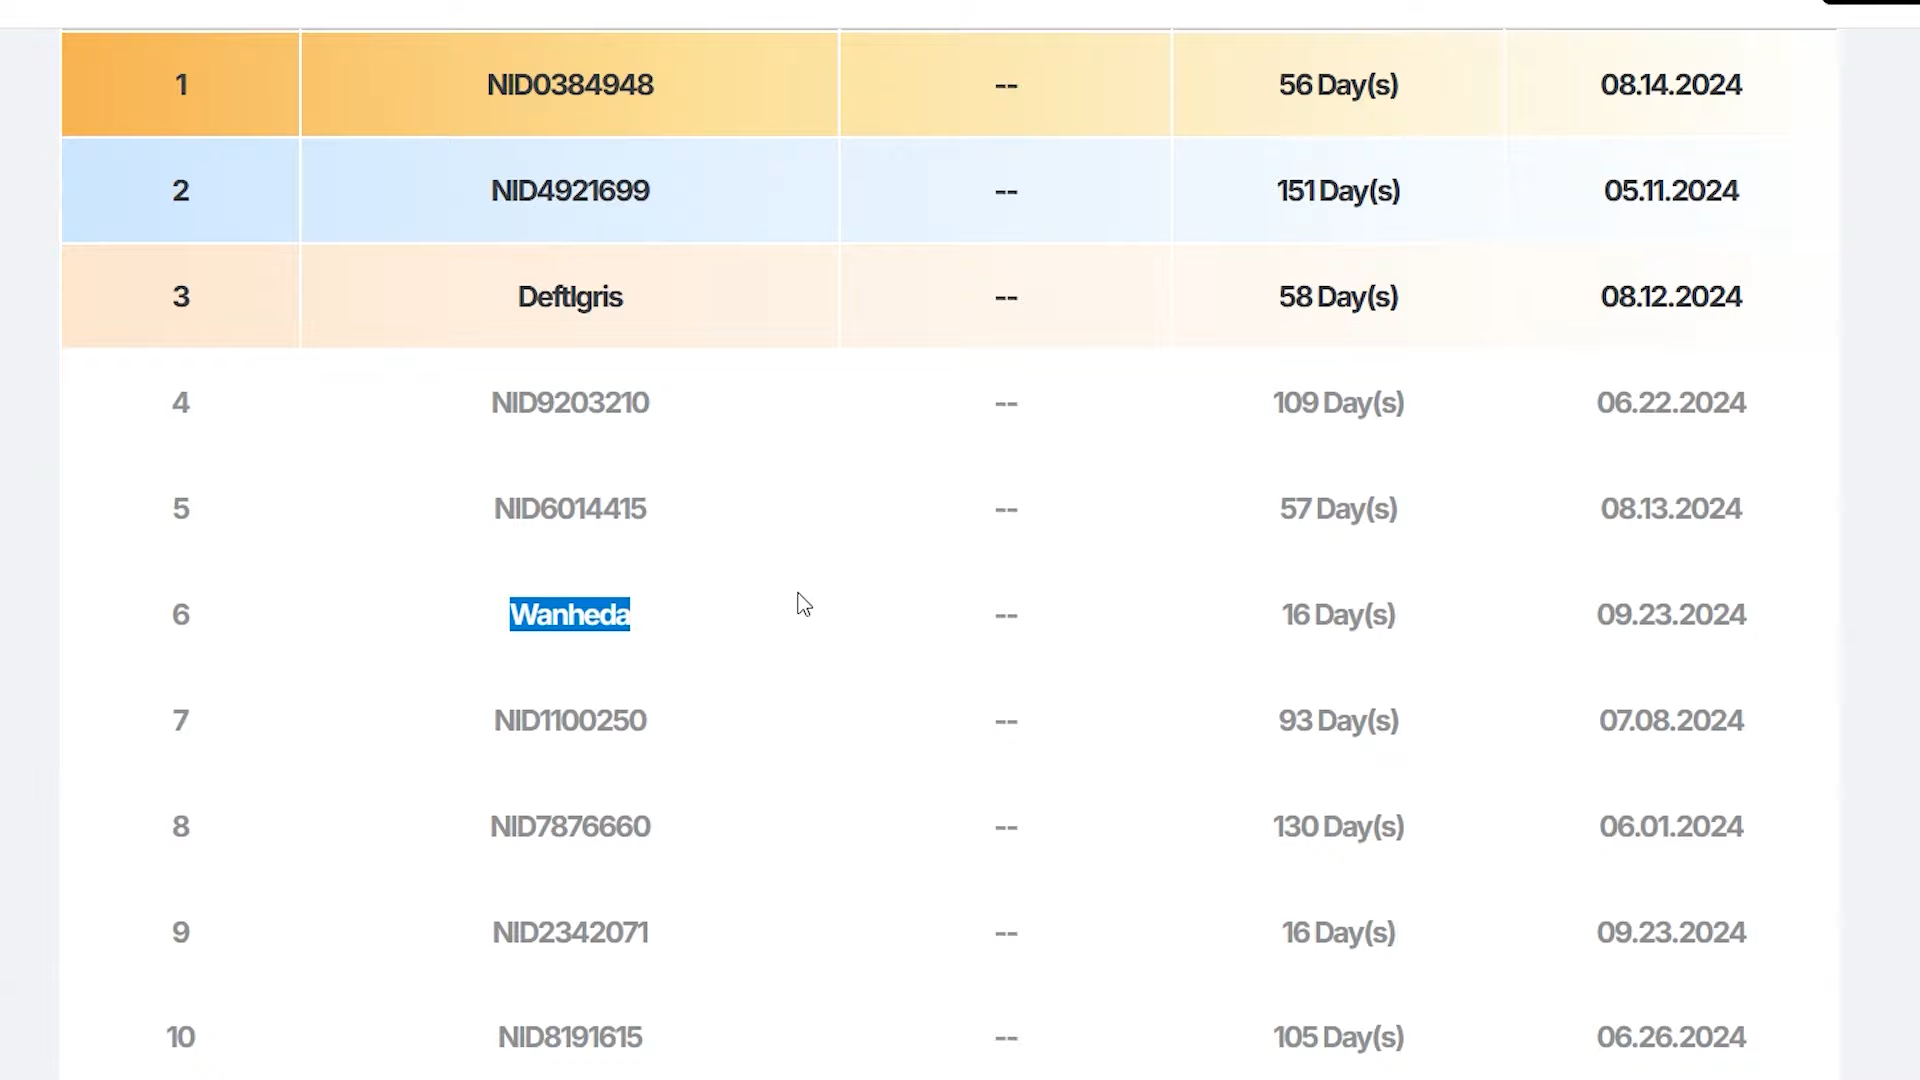 1 NID0384948 -- 56 Day(s) 08.14.2024
2 NID4921699 -- 151 Day(s) 05.11.2024
3 DeftIgris -- 58 Day(s) 08.12.2024
4 NID9203210 -- 109 Day(s) 06.22.2024
5 NID6014415 -- 57 Day(s) 08.13.2024
6 Wanheda -- 16 Day(s) 09.23.2024
7 NID1100250 -- 93 Day(s) 07.08.2024
8 NID7876660 -- 130 Day(s) 06.01.2024
9 NID2342071 -- 16 Day(s) 09.23.2024
10 NID8191615 -- 105 Day(s) 06.26.2024